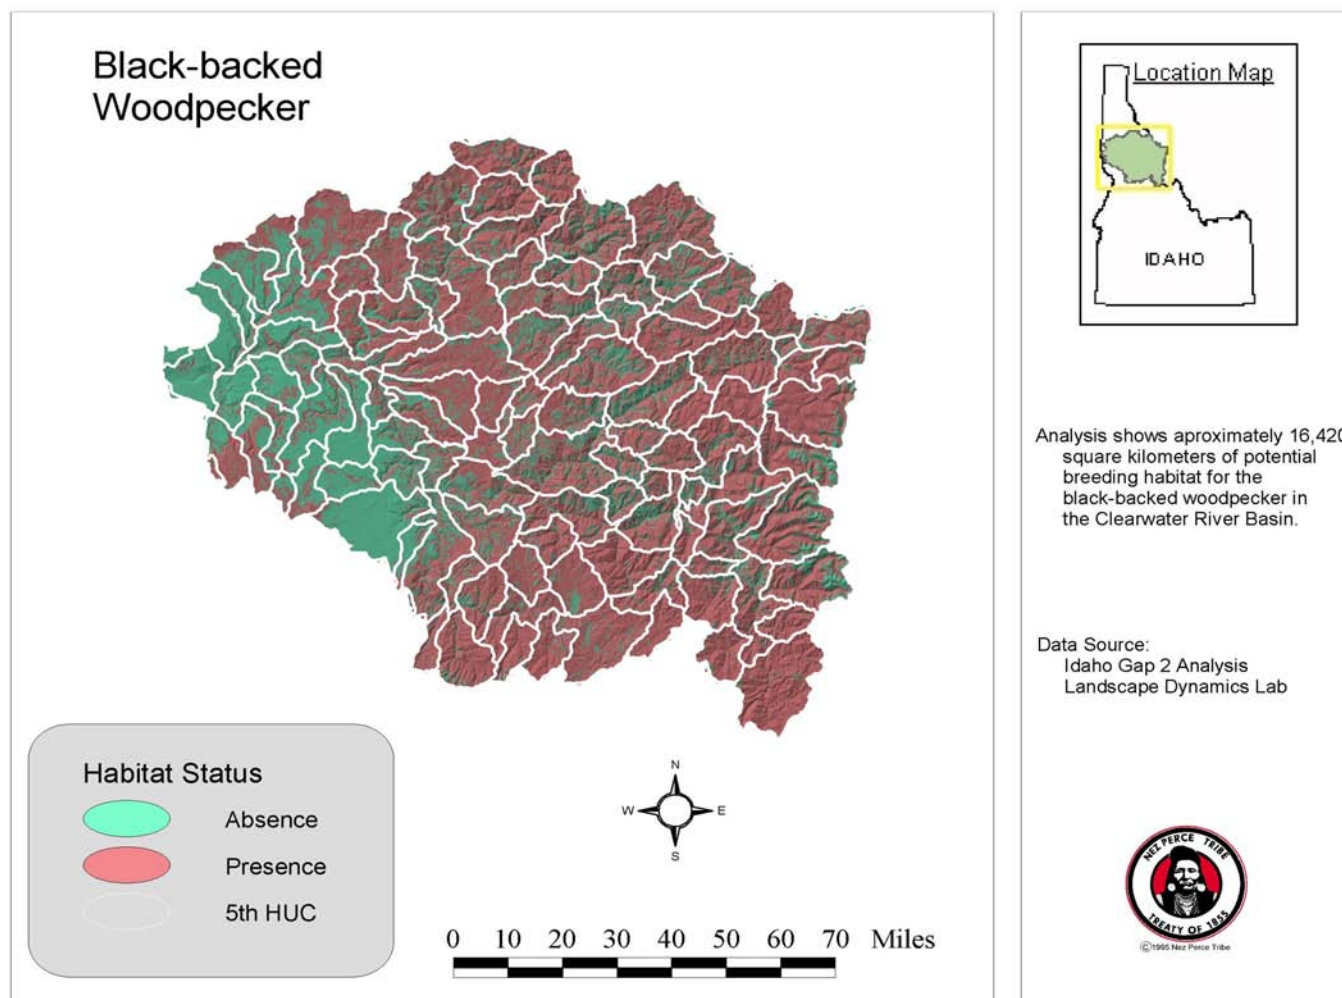 Black-backed
Woodpecker
Habitat Status
Absence
Presence
5th HUC
N
W E
S
0 10 20 30 40 50 60 70 Miles
Location Map
IDAHO
Analysis shows aproximately 16,420
square kilometers of potential
breeding habitat for the
black-backed woodpecker in
the Clearwater River Basin.
Data Source:
Idaho Gap 2 Analysis
Landscape Dynamics Lab
NEZ PERCE TRIBE
TREATY OF 1855
©1995 Nez Perce Tribe